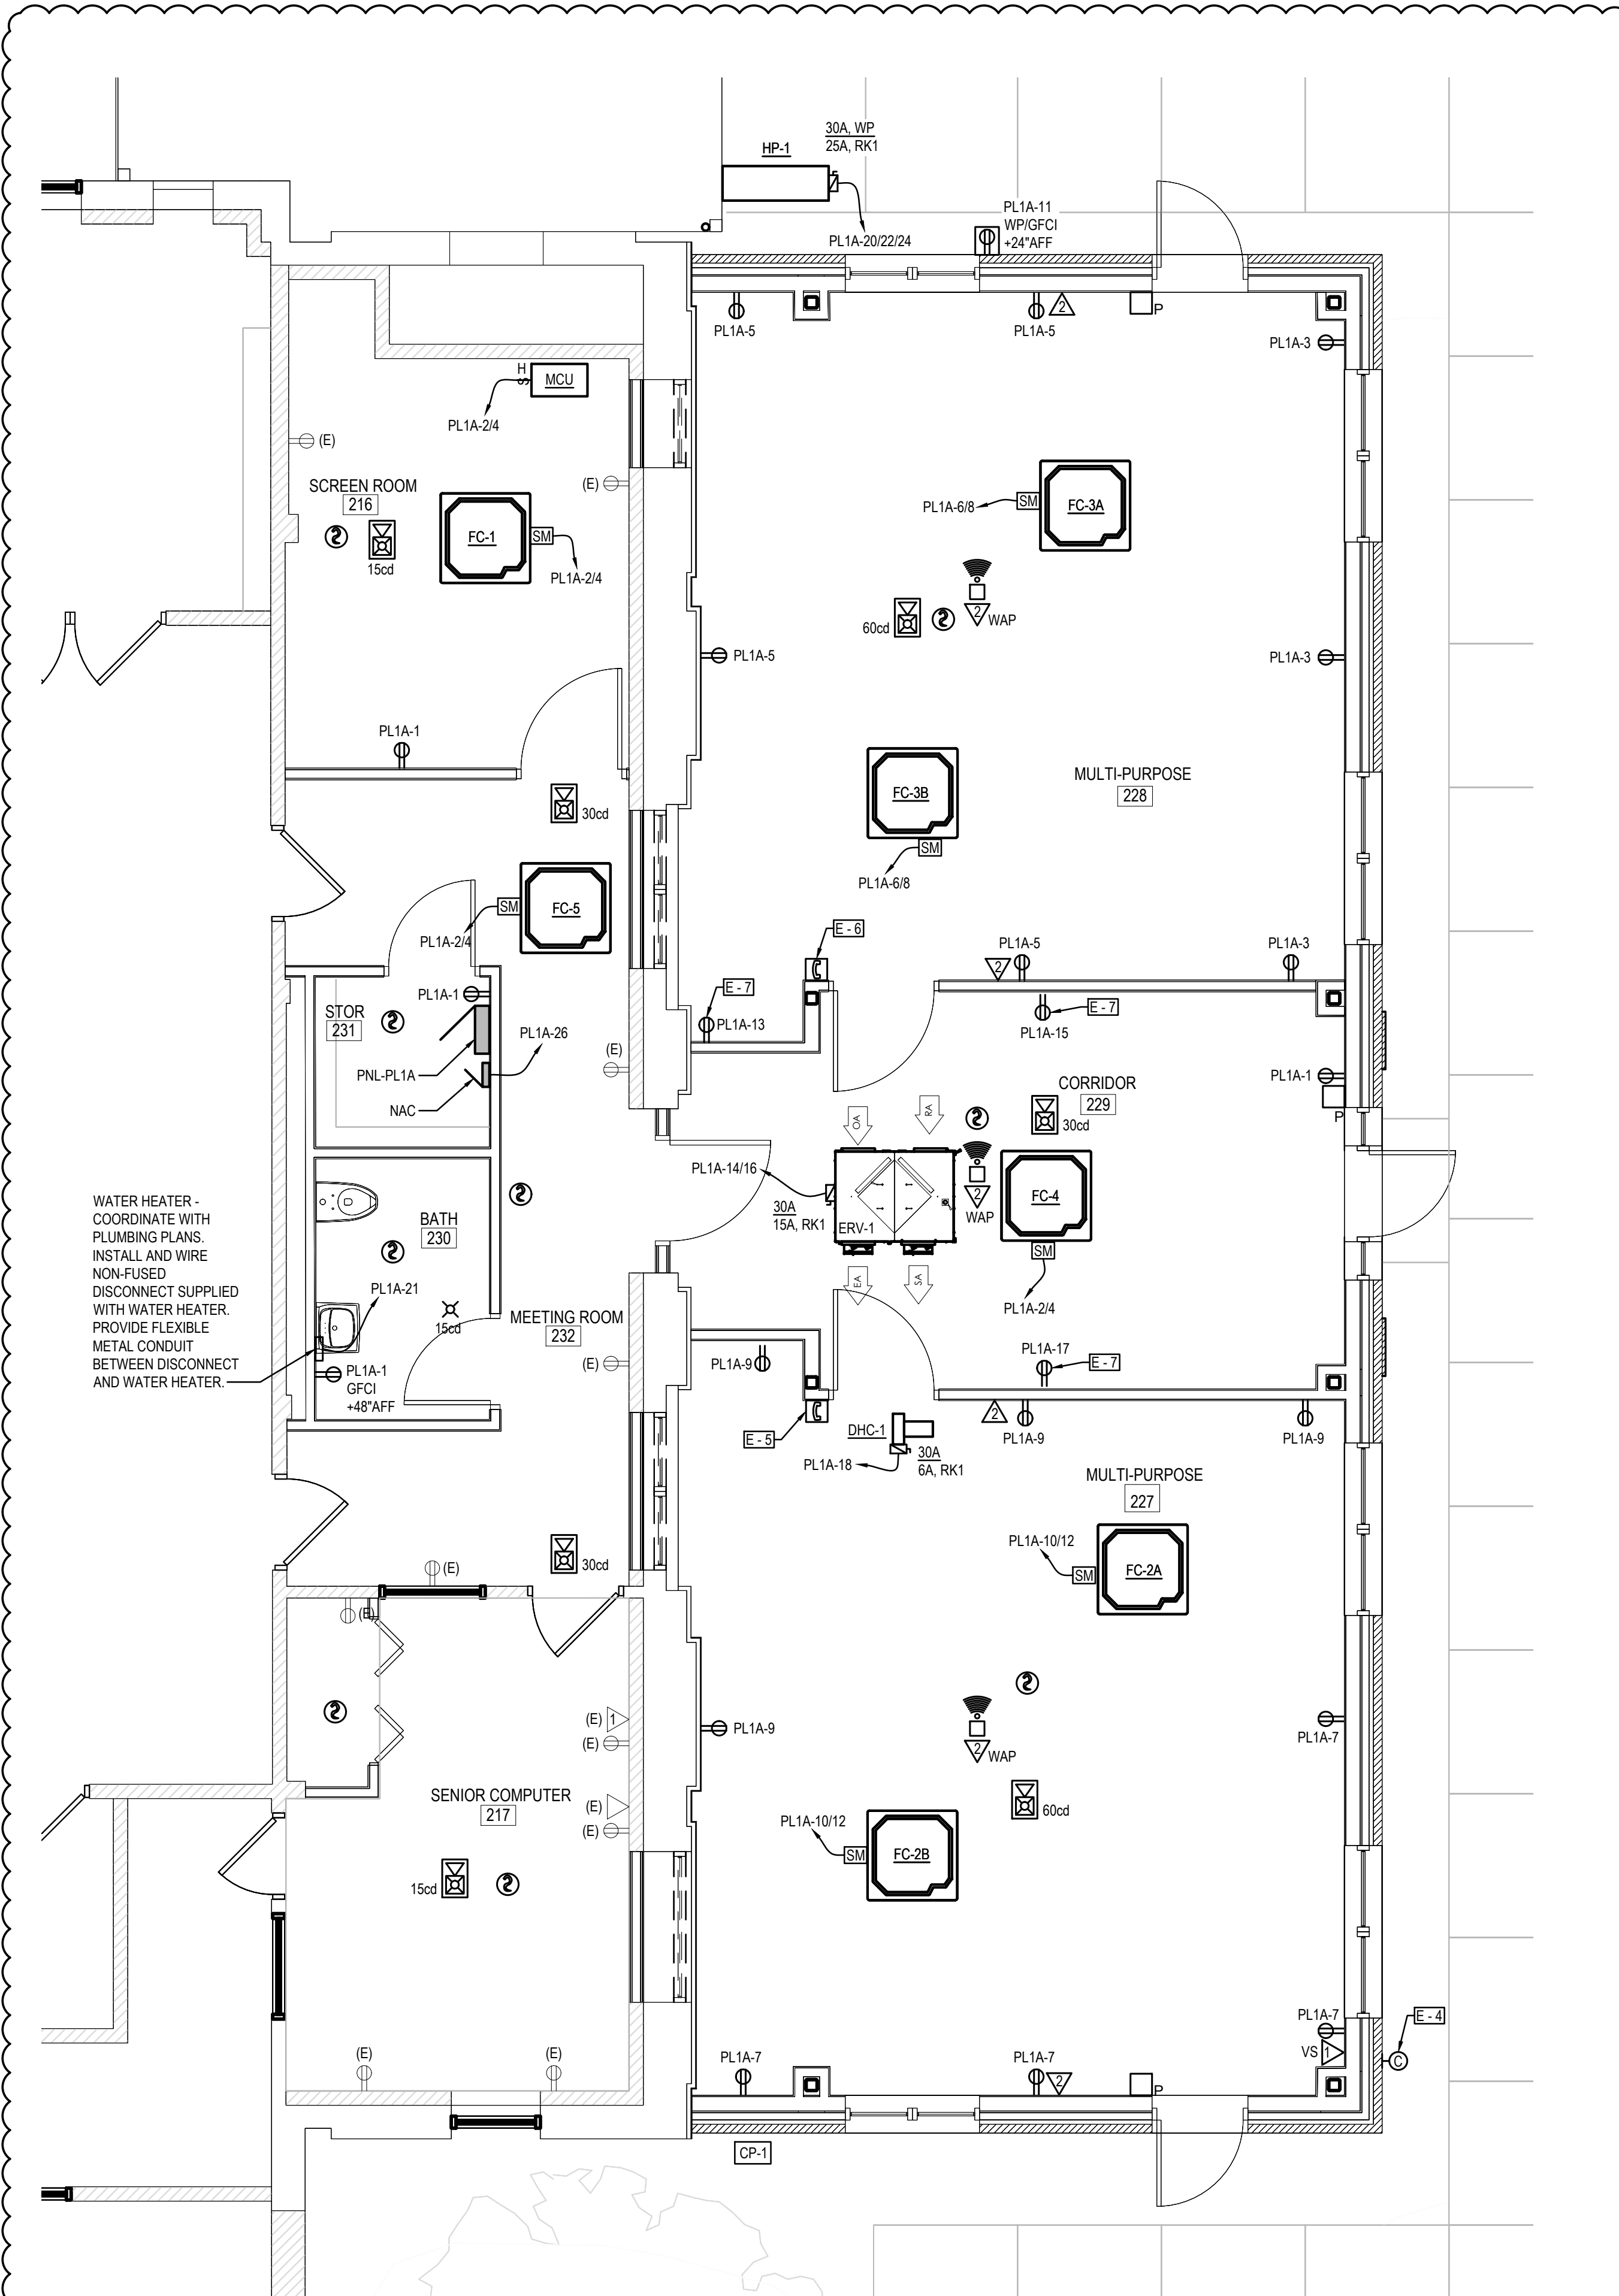 30A, WP
25A, RK1
HP-1
PL1A-20/22/24
PL1A-11
WP/GFCI
+24"AFF
PL1A-5
PL1A-5
2
P
PL1A-3
H
S
MCU
PL1A-2/4
(E)
(E)
SCREEN ROOM
216
15cd
FC-1
SM
PL1A-2/4
PL1A-6/8
SM
FC-3A
60cd
2
WAP
PL1A-5
PL1A-3
PL1A-1
30cd
FC-3B
SM
PL1A-6/8
MULTI-PURPOSE
228
SM
FC-5
PL1A-2/4
E - 6
PL1A-5
2
PL1A-3
E - 7
PL1A-13
E - 7
PL1A-15
PL1A-1
STOR
231
PL1A-26
PNL-PL1A
NAC
(E)
PL1A-1
P
CORRIDOR
229
30cd
OA
RA
PL1A-14/16
30A
15A, RK1
ERV-1
2
WAP
FC-4
SM
PL1A-2/4
EA
SA
WATER HEATER -
COORDINATE WITH
PLUMBING PLANS.
INSTALL AND WIRE
NON-FUSED
DISCONNECT SUPPLIED
WITH WATER HEATER.
PROVIDE FLEXIBLE
METAL CONDUIT
BETWEEN DISCONNECT
AND WATER HEATER.
BATH
230
PL1A-21
15cd
PL1A-1
GFCI
+48"AFF
MEETING ROOM
232
(E)
PL1A-9
PL1A-17
E - 7
E - 5
DHC-1
30A
6A, RK1
PL1A-18
2
PL1A-9
PL1A-9
MULTI-PURPOSE
227
PL1A-10/12
SM
FC-2A
30cd
(E)
(E)
(E)
1
(E)
(E)
(E)
PL1A-9
2
WAP
PL1A-7
SENIOR COMPUTER
217
15cd
60cd
PL1A-10/12
SM
FC-2B
PL1A-7
E - 4
VS
1
C
(E)
(E)
PL1A-7
PL1A-7
2
P
CP-1